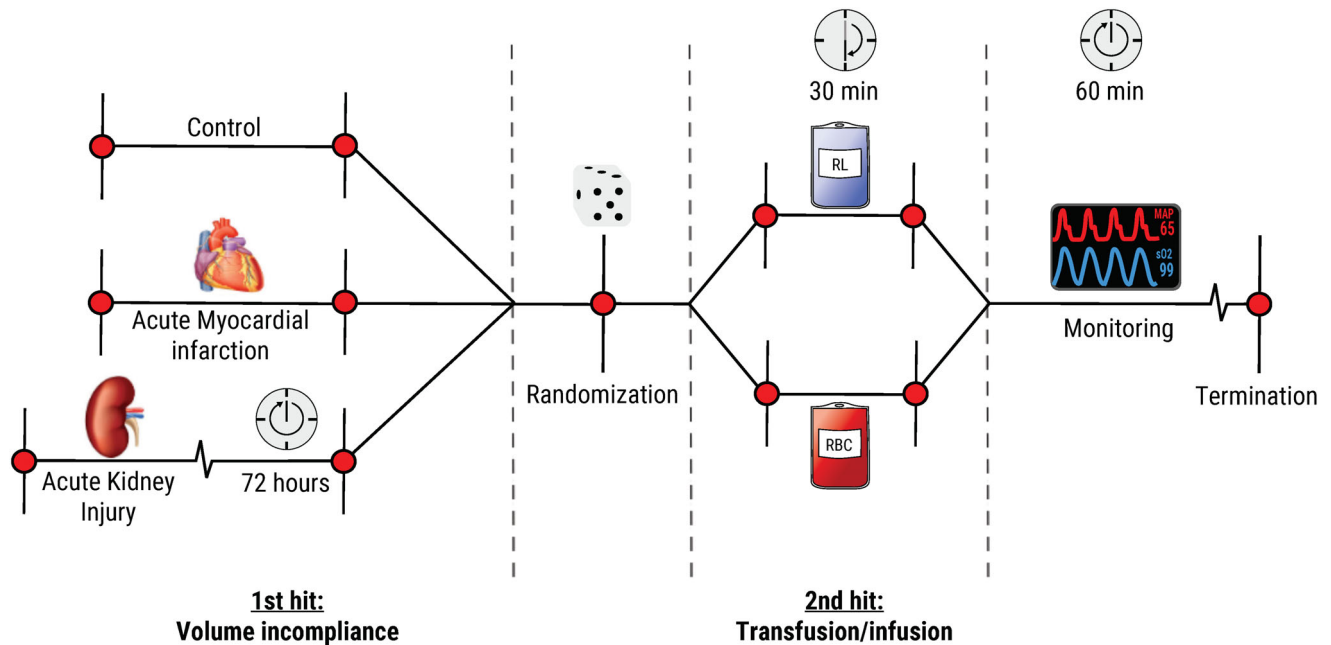 30 min
60 min
Control
RL
MAP
65
sO2
99
Acute Myocardial
infarction
Randomization
Monitoring
Termination
RBC
Acute Kidney
Injury
72 hours
1st hit:
Volume incompliance
2nd hit:
Transfusion/infusion